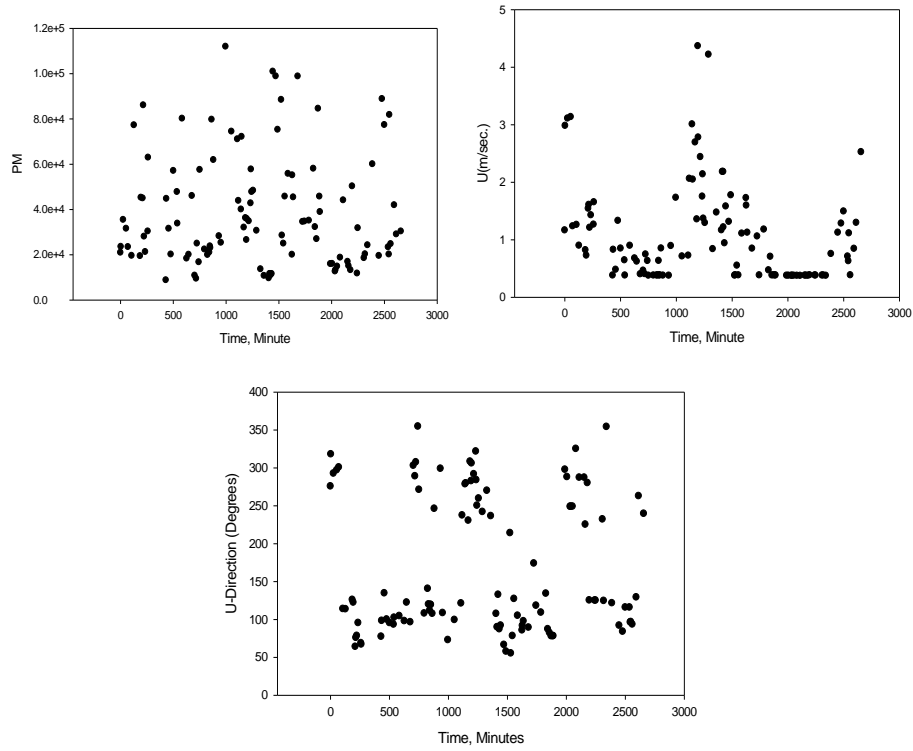 1.2e+5
1.0e+5
8.0e+4
6.0e+4
4.0e+4
2.0e+4
0.0
PM
0 500 1000 1500 2000 2500 3000
Time, Minute
5
4
3
2
1
0
U(m/sec.)
0 500 1000 1500 2000 2500 3000
Time, Minute
400
350
300
250
200
150
100
50
0
U-Direction (Degrees)
0 500 1000 1500 2000 2500 3000
Time, Minutes